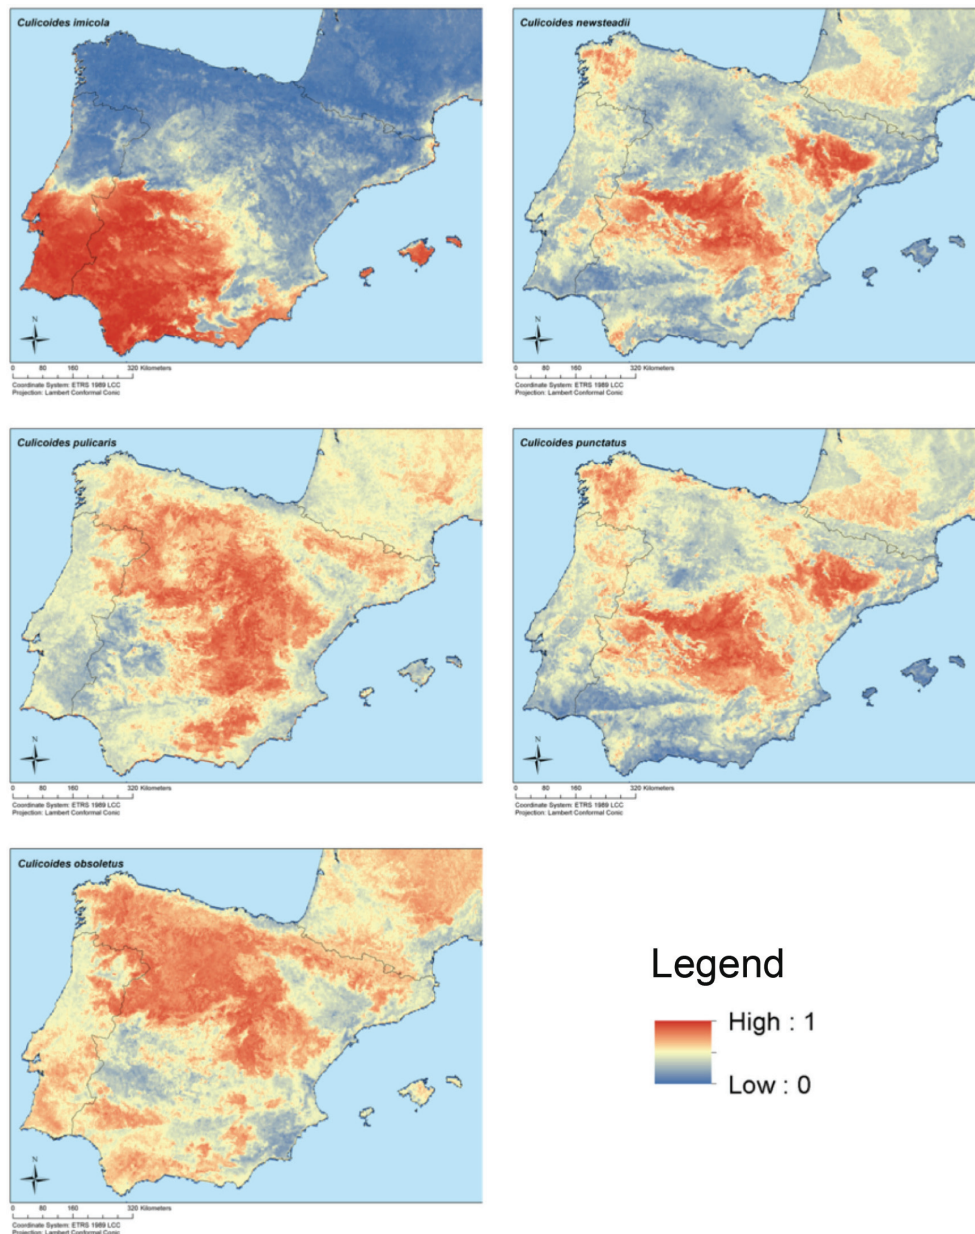 Culicoides imicola
N
0 80 160 320 Kilometers
Coordinate System: ETRS 1989 LCC
Projection: Lambert Conformal Conic
Culicoides newsteadii
N
0 80 160 320 Kilometers
Coordinate System: ETRS 1989 LCC
Projection: Lambert Conformal Conic
Culicoides pulicaris
N
0 80 160 320 Kilometers
Coordinate System: ETRS 1989 LCC
Projection: Lambert Conformal Conic
Culicoides punctatus
N
0 80 160 320 Kilometers
Coordinate System: ETRS 1989 LCC
Projection: Lambert Conformal Conic
Culicoides obsoletus
N
0 80 160 320 Kilometers
Coordinate System: ETRS 1989 LCC
Projection: Lambert Conformal Conic
Legend
High : 1
Low : 0